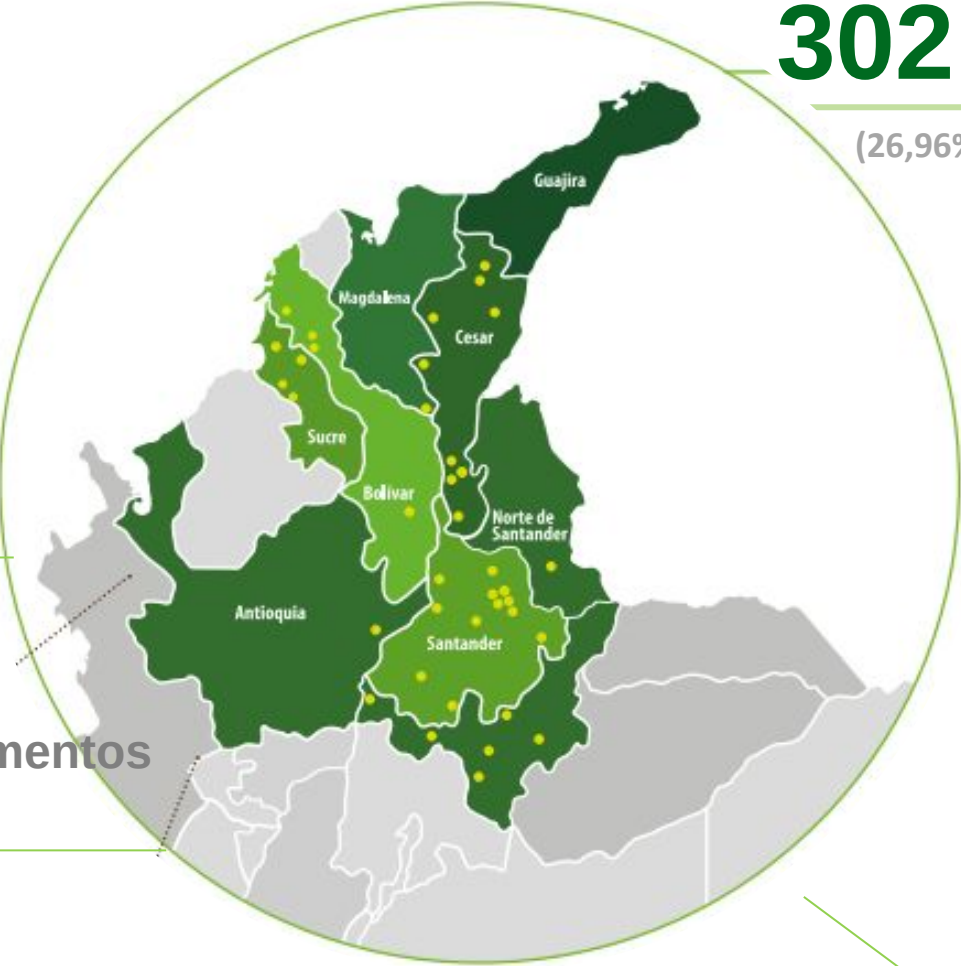 302
(26,96%
Guajira
Magdalena
Cesar
Sucre
Bolívar
Norte de
Santander
Antioquia
Santander
mentos